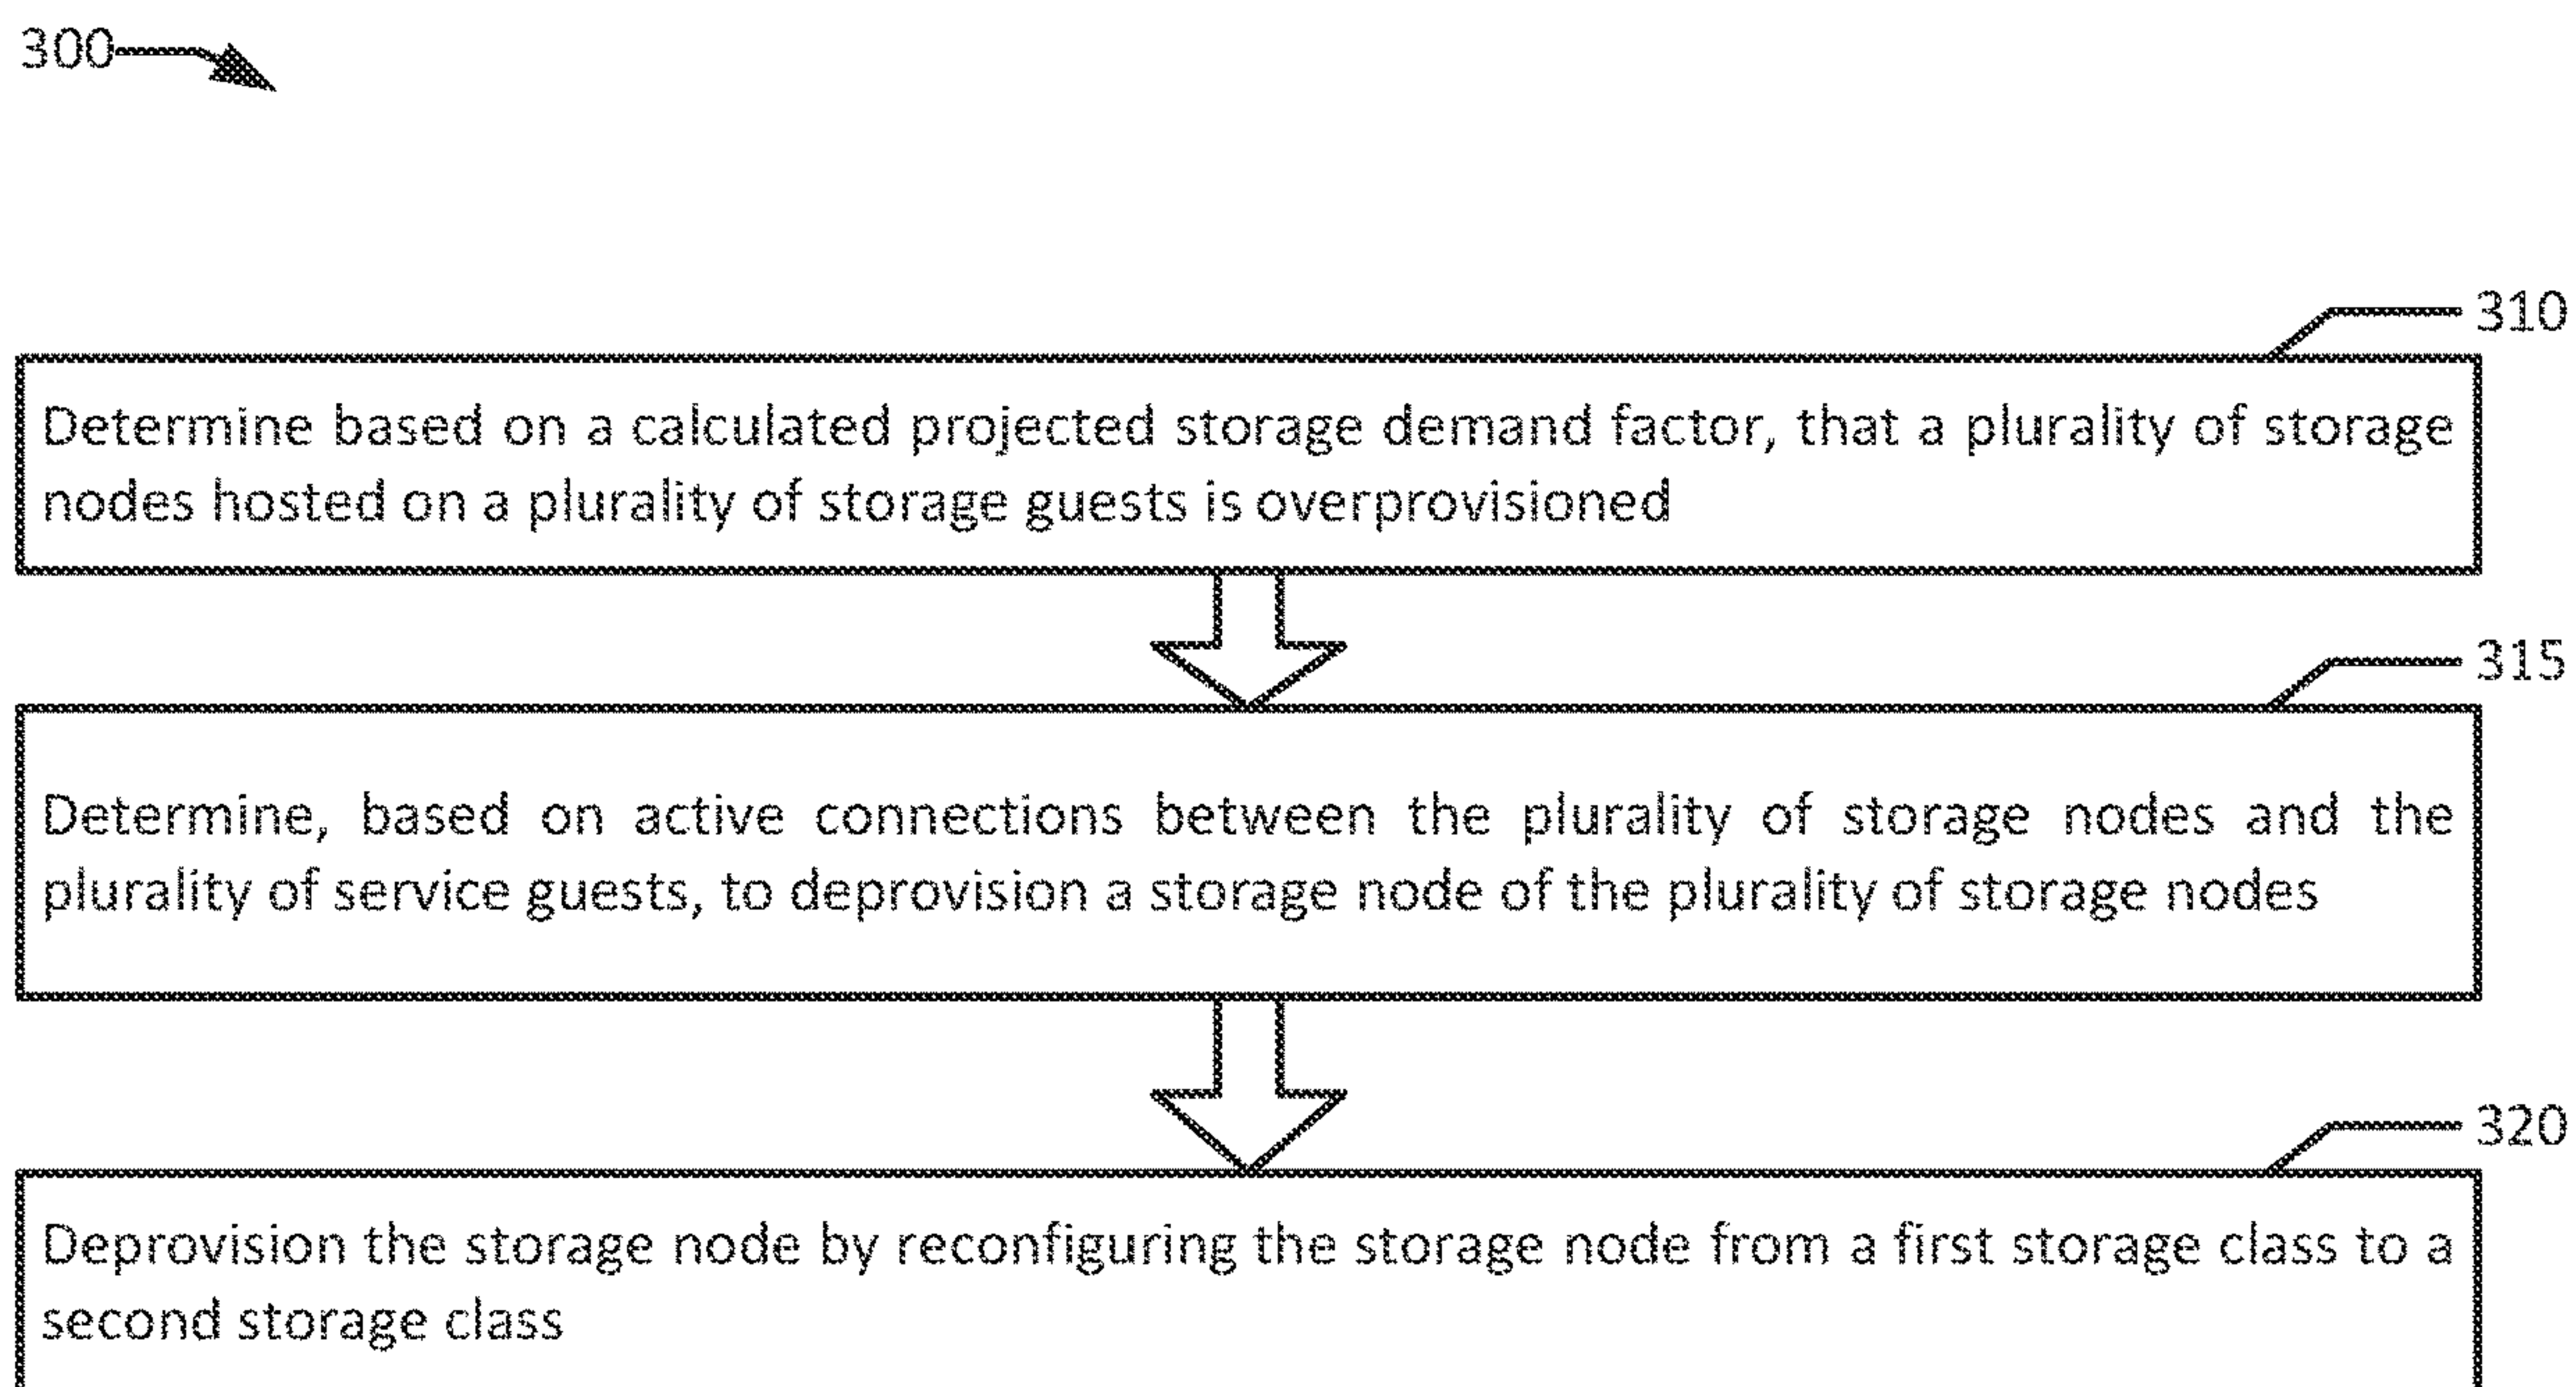 300
310
Determine based on a calculated projected storage demand factor, that a plurality of storage
nodes hosted on a plurality of storage guests is overprovisioned
315
Determine, based on active connections between the plurality of storage nodes and the
plurality of service guests, to deprovision a storage node of the plurality of storage nodes
320
Deprovision the storage node by reconfiguring the storage node from a first storage class to a
second storage class